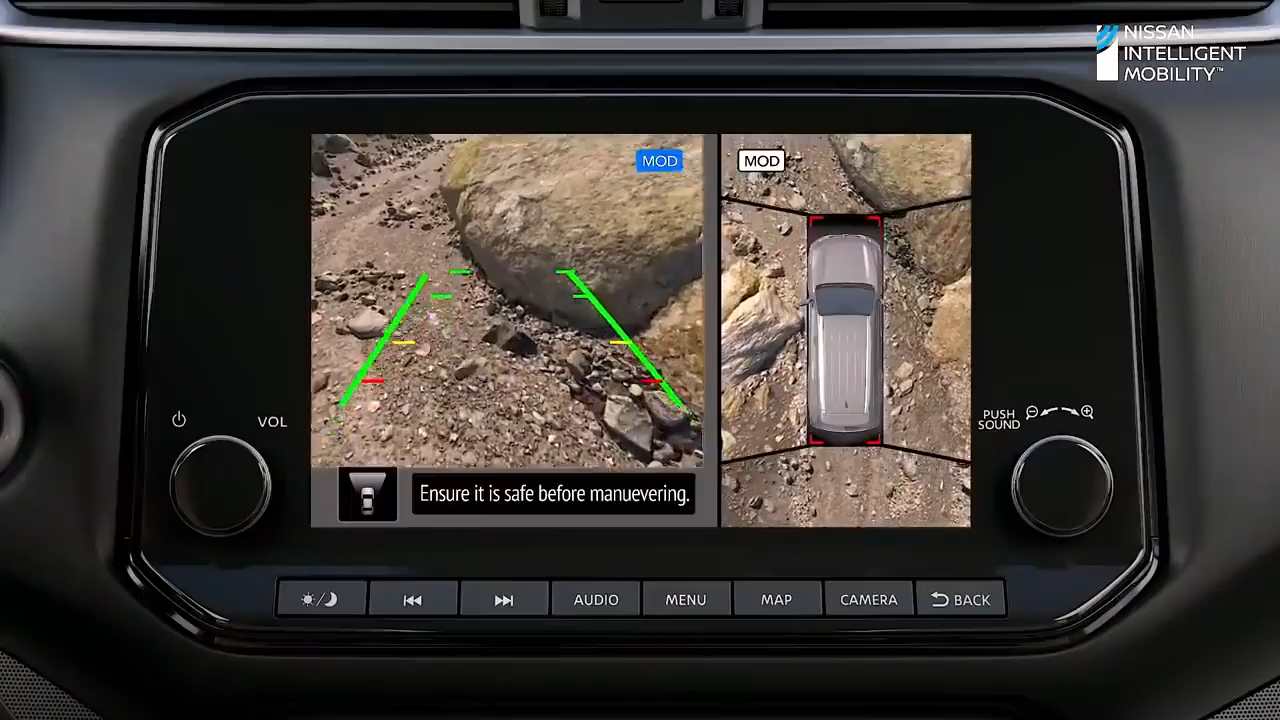 NISSAN
INTELLIGENT
MOBILITY™
MOD
MOD
VOL
PUSH
SOUND
Ensure it is safe before manuevering.
AUDIO
MENU
MAP
CAMERA
BACK